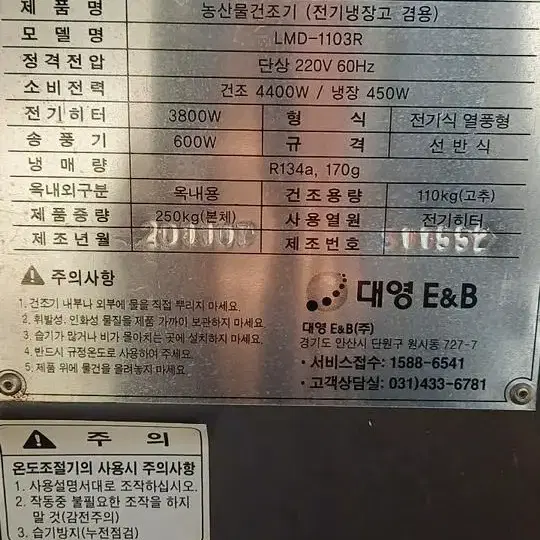 제품명 농산물건조기 (전기냉장고 겸용)
모델명 LMD-1103R
정격전압 단상 220V 60Hz
소비전력 건조 4400W / 냉장 450W
전기히터 3800W 형식 전기식 열풍형
송풍기 600W 규격 선반식
냉매량 R134a, 170g
옥내외구분 옥내용 건조용량 110kg(고추)
제품중량 250kg(본체) 사용열원 전기히터
제조년월 제조번호
주의사항
1. 건조기 내부나 외부에 물을 직접 뿌리지 마세요.
2. 휘발성. 인화성 물질을 제품 가까이 보관하지 마세요.
3. 습기가 많거나 비가 몰아치는 곳에 설치하지 마세요.
4. 반드시 규정온도로 사용하여 주세요.
5. 제품 위에 물건을 올려놓지 마세요.
대영 E&B
대영 E&B(주)
경기도 안산시 단원구 원시동 727-7
· 서비스접수: 1588-6541
· 고객상담실: 031)433-6781
주의
온도조절기의 사용시 주의사항
1. 사용설명서대로 조작하십시오.
2. 작동중 불필요한 조작을 하지
말 것(감전주의)
3. 습기방지(누전점검)